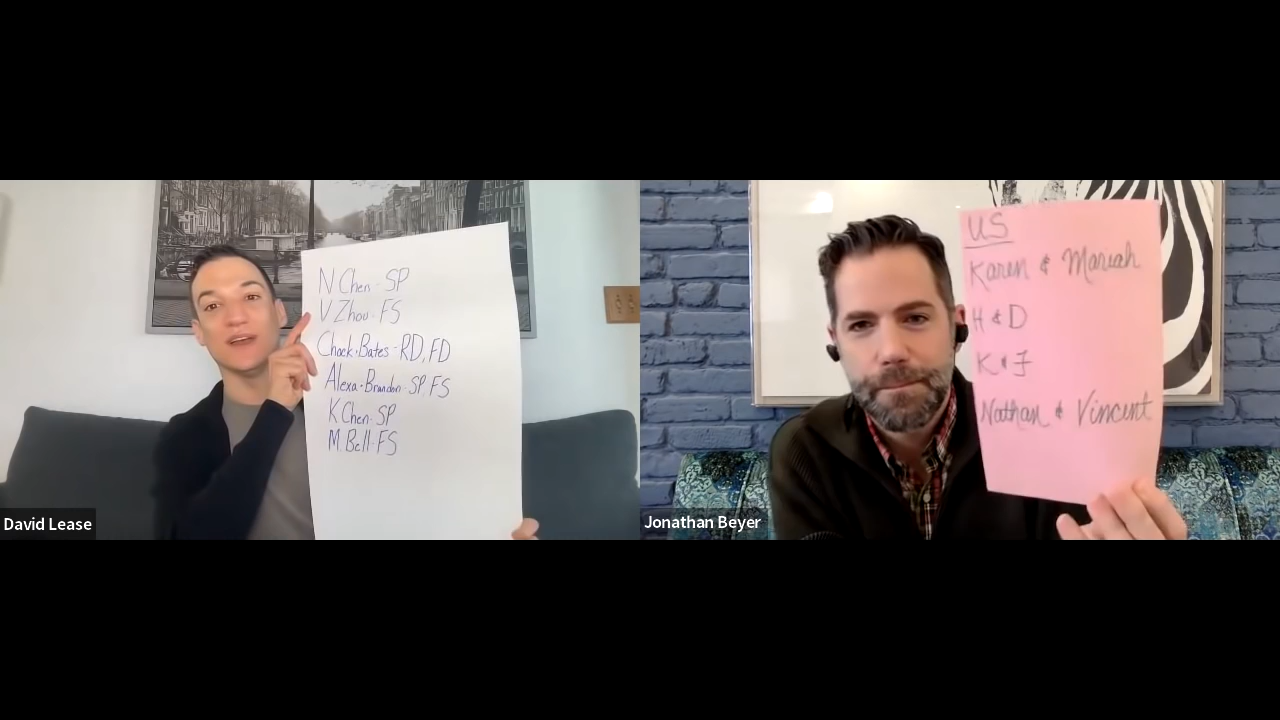 N Chen - SP
V Zhou - FS
Chock • Bates - RD, FD
Alexa • Brandon - SP, FS
K Chen - SP
M. Bell - FS
David Lease
US
Karen & Mariah
H & D
K & J
Nathan & Vincent
Jonathan Beyer